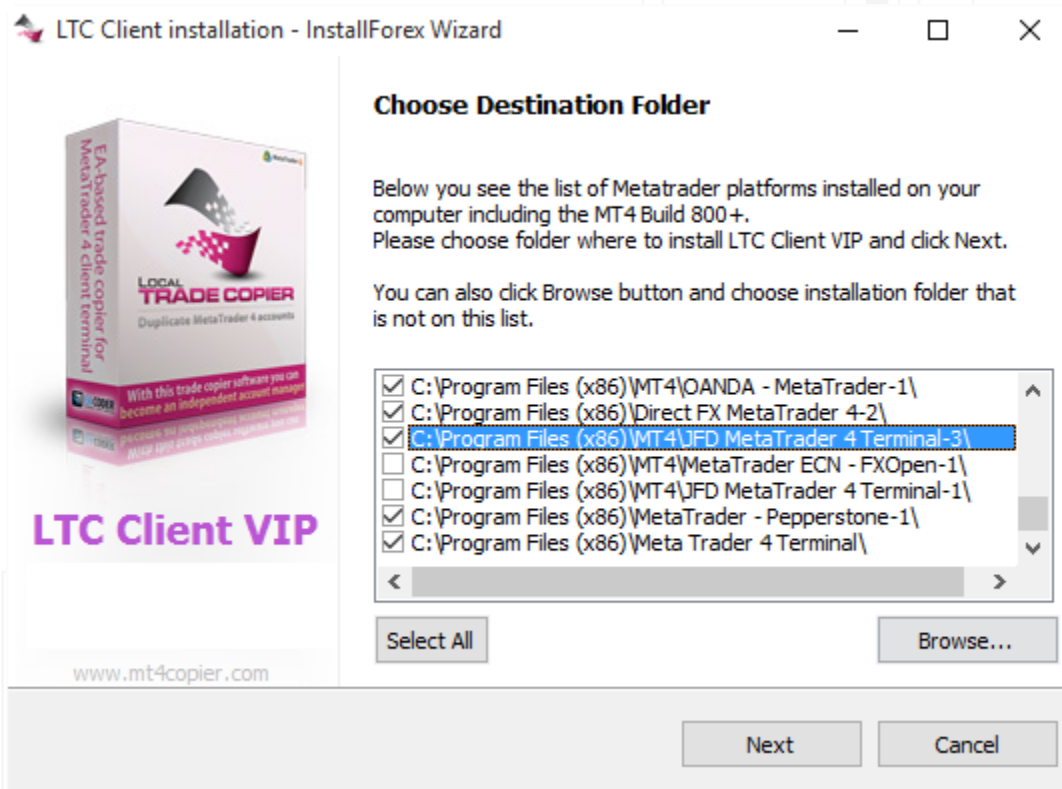 LTC Client installation - InstallForex Wizard
EA-based trade copier for
MetaTrader 4 client terminal
LOCAL
TRADE COPIER
Duplicate MetaTrader 4 accounts
With this trade copier software you can
become an independent account manager
LTC Client VIP
www.mt4copier.com
Choose Destination Folder
Below you see the list of Metatrader platforms installed on your
computer including the MT4 Build 800+.
Please choose folder where to install LTC Client VIP and click Next.
You can also click Browse button and choose installation folder that
is not on this list.
C:\Program Files (x86)\MT4\OANDA - MetaTrader-1\
C:\Program Files (x86)\Direct FX MetaTrader 4-2\
C:\Program Files (x86)\MT4\JFD MetaTrader 4 Terminal-3\
C:\Program Files (x86)\MT4\MetaTrader ECN - FXOpen-1\
C:\Program Files (x86)\MT4\JFD MetaTrader 4 Terminal-1\
C:\Program Files (x86)\MetaTrader - Pepperstone-1\
C:\Program Files (x86)\Meta Trader 4 Terminal\
Select All
Browse...
Next
Cancel